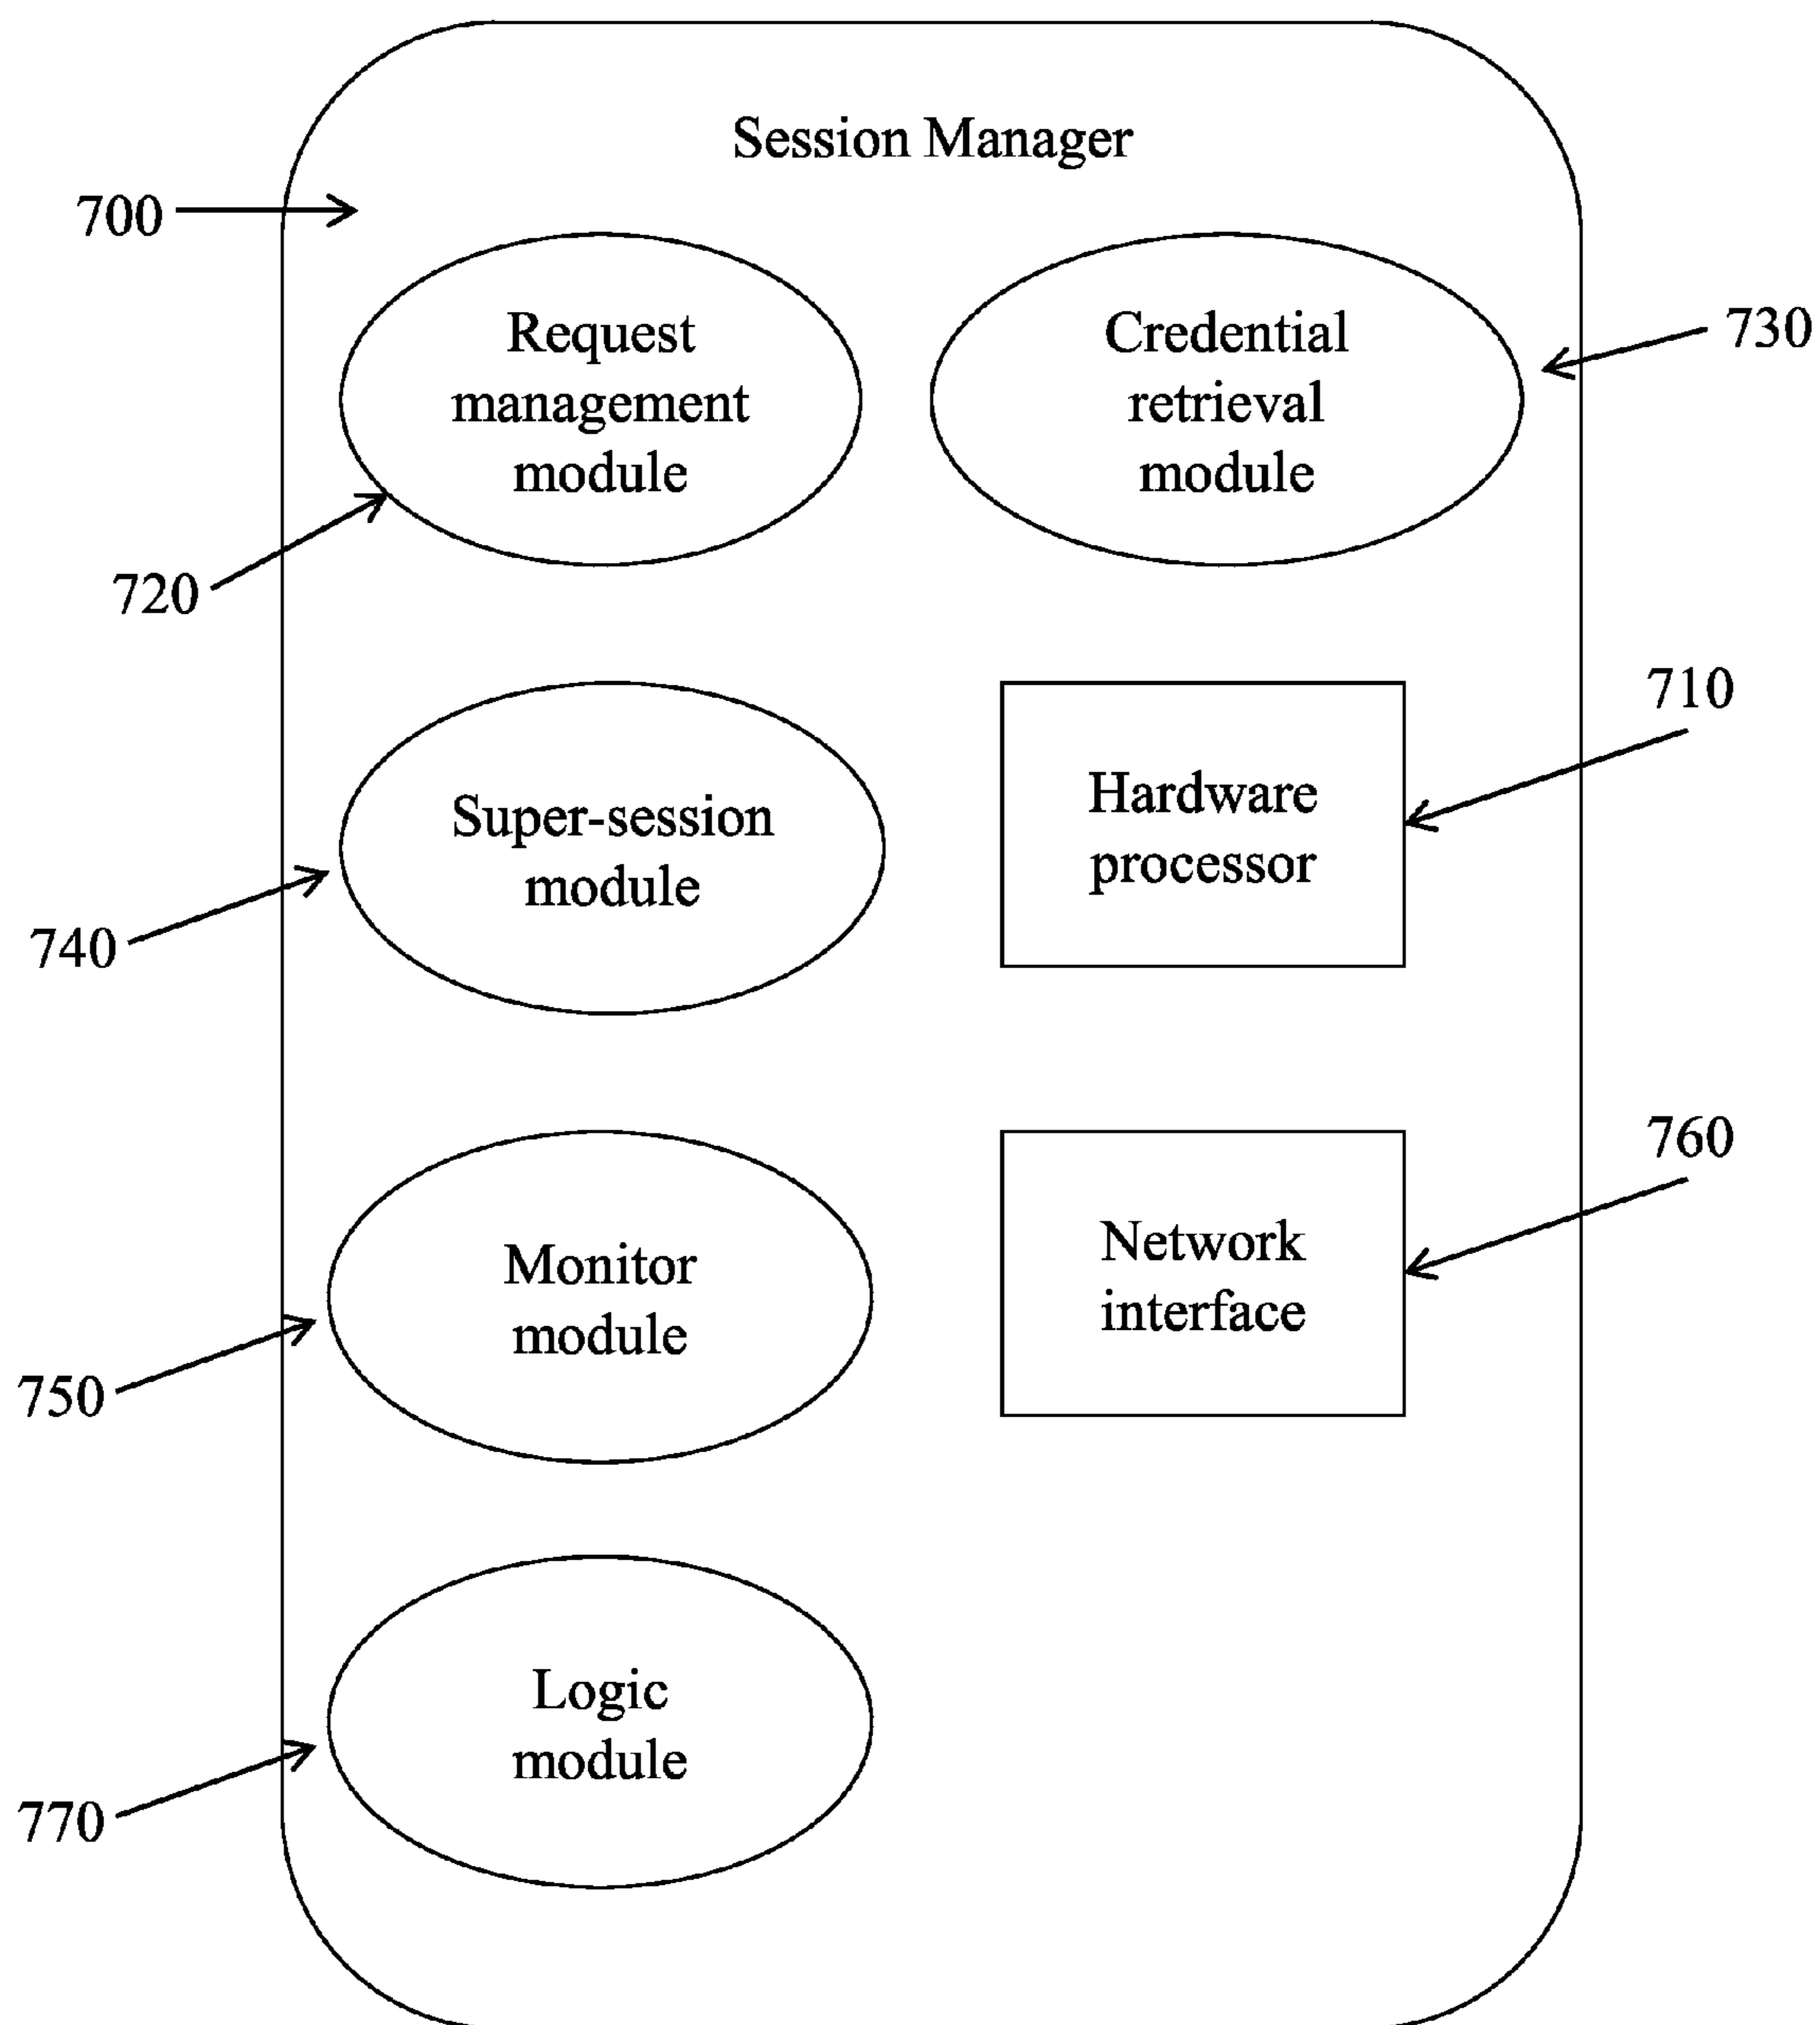 Session Manager
700
Request
management
module
Credential
retrieval
module
730
720
710
Super-session
module
Hardware
processor
740
760
Monitor
module
Network
interface
750
Logic
module
770